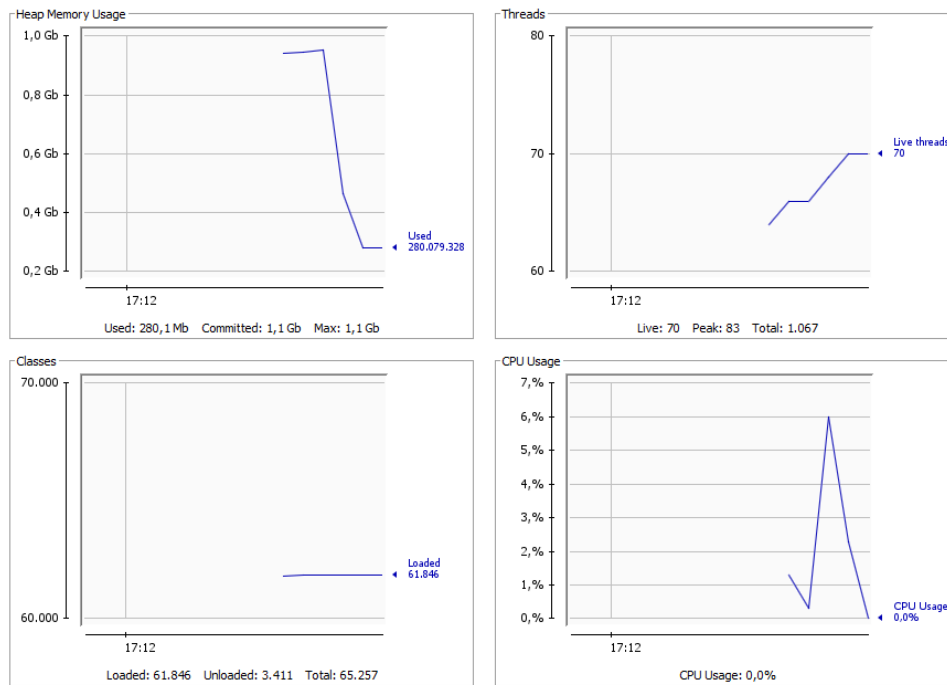 Heap Memory Usage
1,0 Gb
0,8 Gb
0,6 Gb
0,4 Gb
0,2 Gb
Used
280.079.328
17:12
Used: 280,1 Mb Committed: 1,1 Gb Max: 1,1 Gb
Threads
80
70
60
Live threads
70
17:12
Live: 70 Peak: 83 Total: 1.067
Classes
70.000
60.000
Loaded
61.846
17:12
Loaded: 61.846 Unloaded: 3.411 Total: 65.257
CPU Usage
7,%
6,%
5,%
4,%
3,%
2,%
1,%
0,%
CPU Usage
0,0%
17:12
CPU Usage: 0,0%